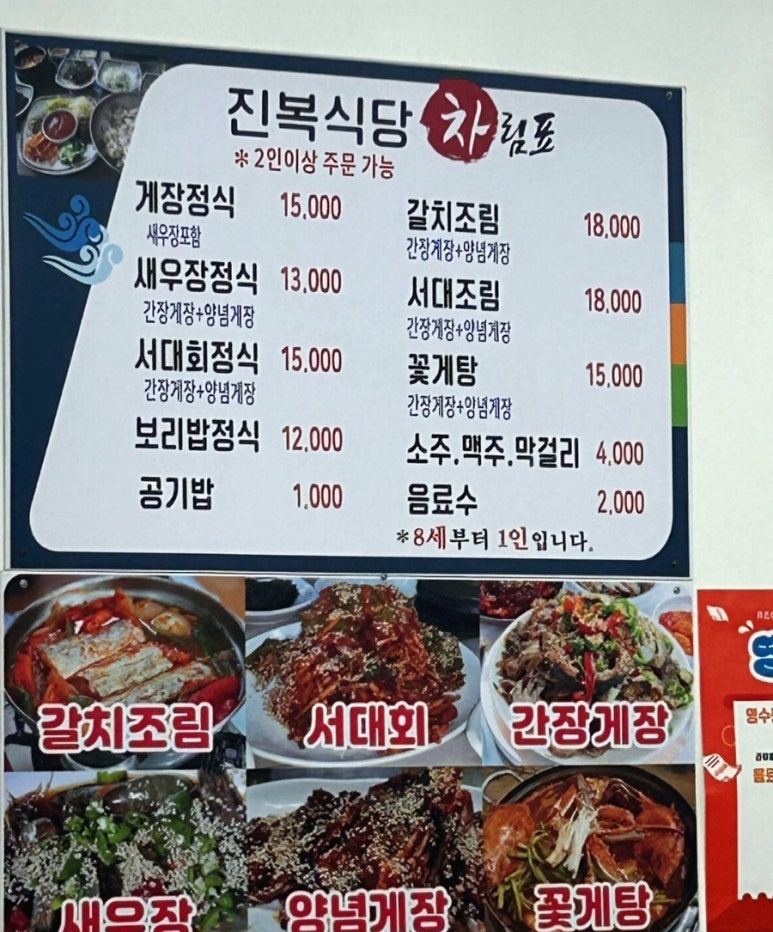 진복식당 차림표
*2인이상 주문 가능
게장정식 15,000
새우장포함
새우장정식 13,000
간장게장+양념게장
서대회정식 15,000
간장게장+양념게장
보리밥정식 12,000
공기밥 1,000
갈치조림 18,000
간장게장+양념게장
서대조림 18,000
간장게장+양념게장
꽃게탕 15,000
간장게장+양념게장
소주.맥주.막걸리 4,000
음료수 2,000
*8세부터 1인입니다.
갈치조림 서대회 간장게장
새우장 양념게장 꽃게탕